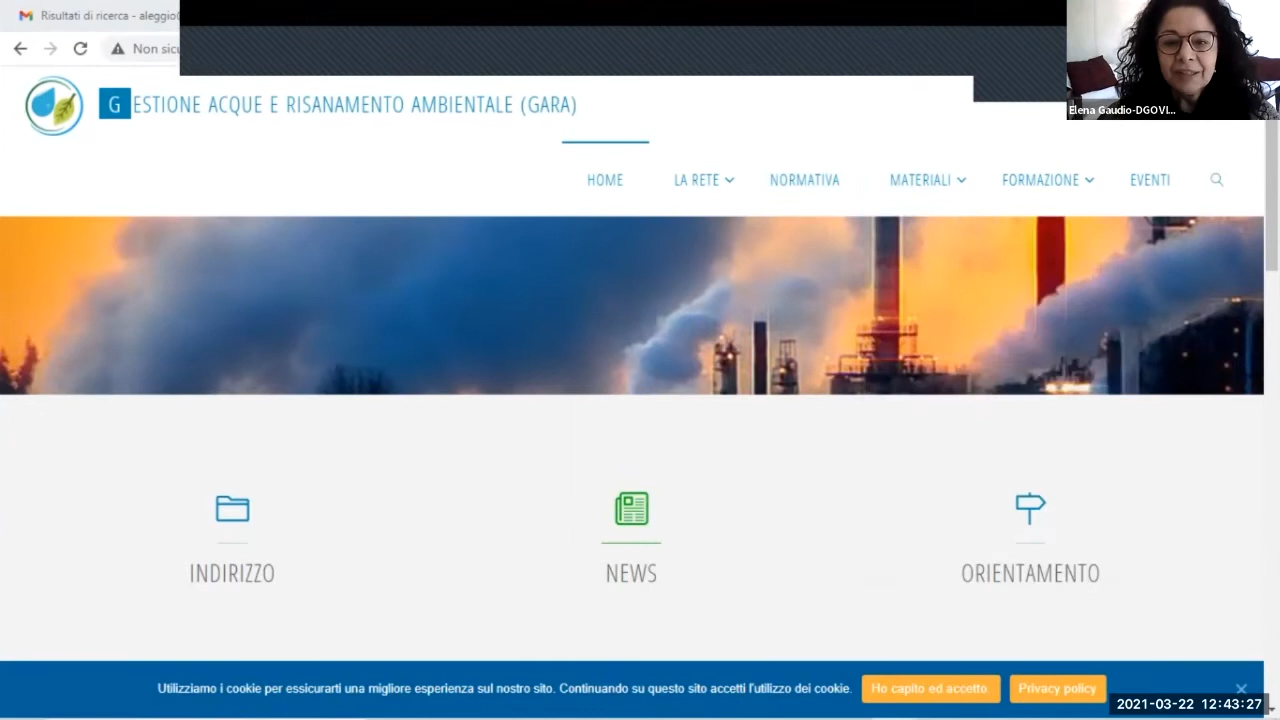 Risultati di ricerca - aleggio
Non
Elena Gaudio-DGOVI...
GESTIONE ACQUE E RISANAMENTO AMBIENTALE (GARA)
HOME LA RETE NORMATIVA MATERIALI FORMAZIONE EVENTI
INDIRIZZO NEWS ORIENTAMENTO
Utilizziamo i cookie per essicurarti una migliore esperienza sul nostro sito. Continuando su questo sito accetti l'utilizzo dei cookie. Ho capito ed accetto. Privacy policy
2021-03-22 12:43:27